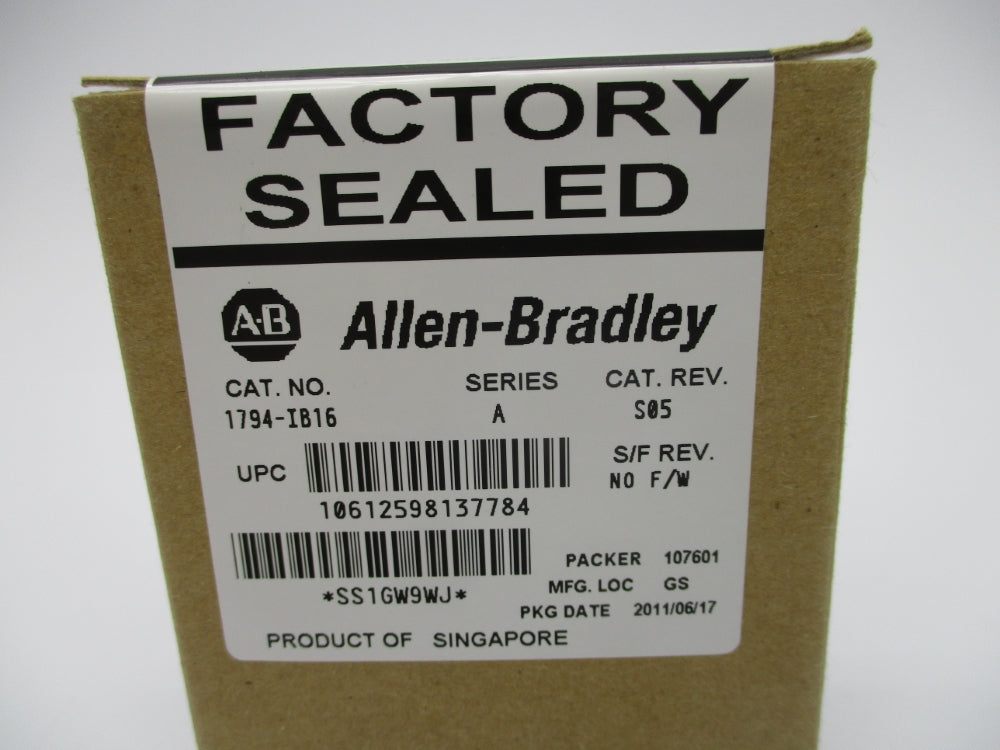 FACTORY
SEALED
A·B Allen-Bradley
CAT. NO. SERIES CAT. REV.
1794-IB16 A S05
UPC S/F REV.
10612598137784 NO F/W
PACKER 107601
*SS1GW9WJ* MFG. LOC GS
PKG DATE 2011/06/17
PRODUCT OF SINGAPORE